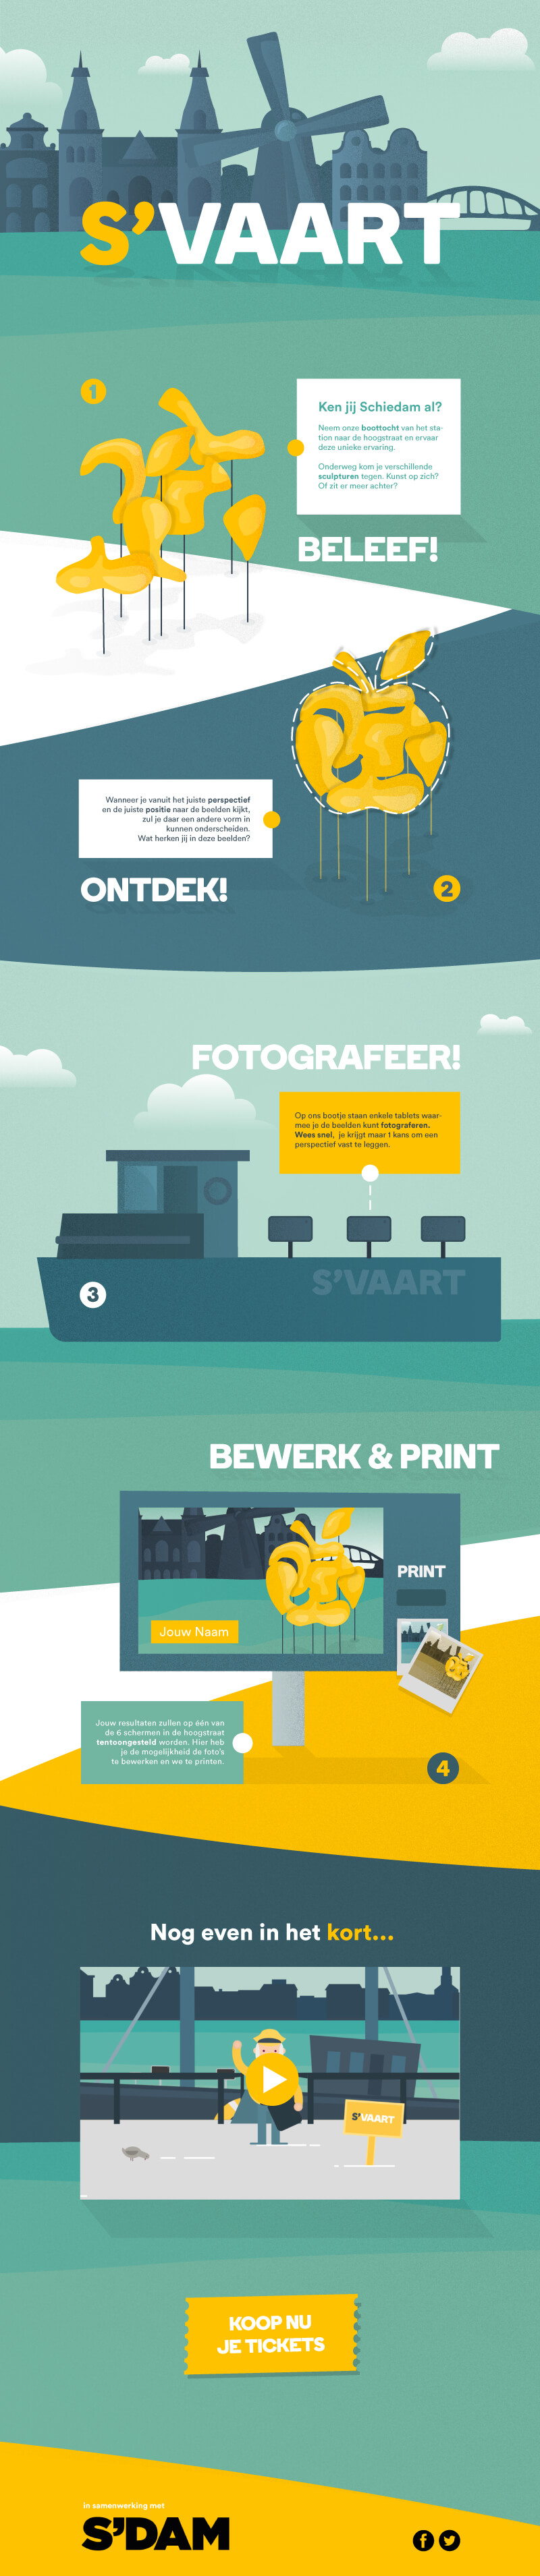 S'VAART
1
Ken jij Schiedam al?
Neem onze boottocht van het sta-
tion naar de hoogstraat en ervaar
deze unieke ervaring.
Onderweg kom je verschillende
sculpturen tegen. Kunst op zich?
Of zit er meer achter?
BELEEF!
Wanneer je vanuit het juiste perspectief
en de juiste positie naar de beelden kijkt,
zul je daar een andere vorm in
kunnen onderscheiden.
Wat herken jij in deze beelden?
ONTDEK!
2
FOTOGRAFEER!
Op ons bootje staan enkele tablets waar-
mee je de beelden kunt fotograferen.
Wees snel, je krijgt maar 1 kans om een
perspectief vast te leggen.
S'VAART
3
BEWERK & PRINT
PRINT
Jouw Naam
Jouw resultaten zullen op één van
de 6 schermen in de hoogstraat
tentoongesteld worden. Hier heb
je de mogelijkheid de foto's
te bewerken en we te printen.
4
Nog even in het kort...
S'VAART
KOOP NU
JE TICKETS
In samenwerking met
S'DAM